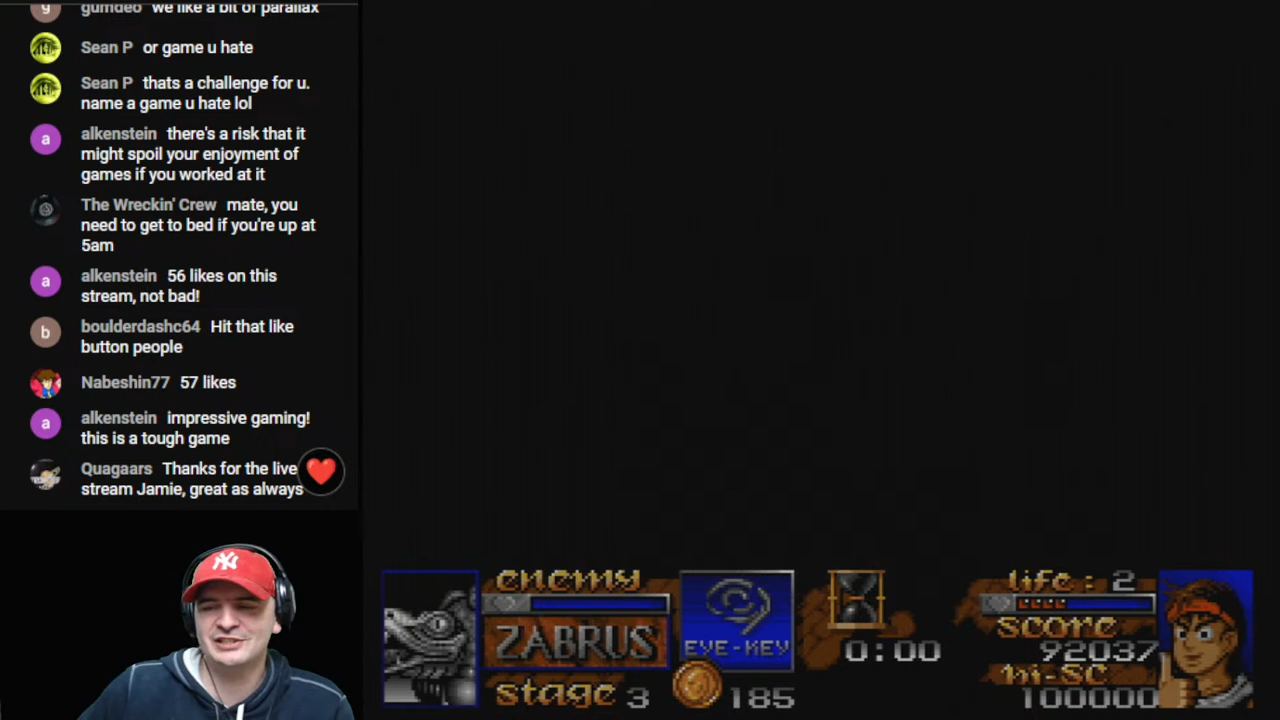 gumdeo we like a bit of parallax
Sean P or game u hate
Sean P thats a challenge for u.
name a game u hate lol
a
alkenstein there's a risk that it
might spoil your enjoyment of
games if you worked at it
The Wreckin' Crew mate, you
need to get to bed if you're up at
5am
a
alkenstein 56 likes on this
stream, not bad!
b
boulderdashc64 Hit that like
button people
Nabeshin77 57 likes
a
alkenstein impressive gaming!
this is a tough game
Quagaars Thanks for the live
stream Jamie, great as always
NY
enemy
ZABRUS
stage 3
EYE-KEY
185
0:00
life: 2
score
92037
hi-SC
100000